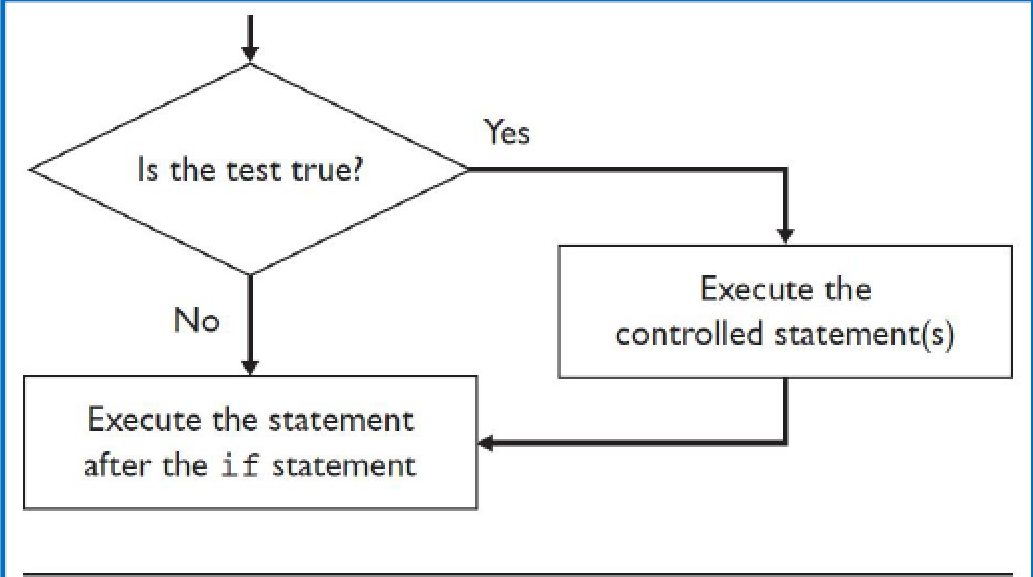 Is the test true?
Yes
Execute the
controlled statement(s)
No
Execute the statement
after the if statement